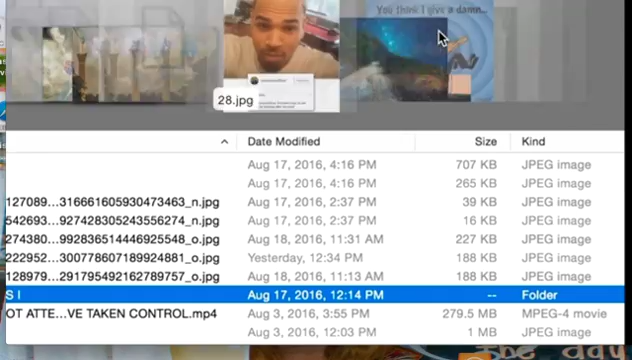 You think I give a damn...
28.jpg
Date Modified Size Kind
Aug 17, 2016, 4:16 PM 707 KB JPEG image
Aug 17, 2016, 4:16 PM 265 KB JPEG image
127089...316661605930473463_n.jpg Aug 17, 2016, 2:37 PM 39 KB JPEG image
542693...927428305243556274_n.jpg Aug 17, 2016, 2:37 PM 16 KB JPEG image
274380...992836514446925548_o.jpg Aug 18, 2016, 11:31 AM 227 KB JPEG image
222952...300778607189924881_o.jpg Yesterday, 12:34 PM 188 KB JPEG image
128979...291795492162789757_o.jpg Aug 18, 2016, 11:13 AM 188 KB JPEG image
S I Aug 17, 2016, 12:14 PM -- Folder
OT ATTE...VE TAKEN CONTROL.mp4 Aug 3, 2016, 3:55 PM 279.5 MB MPEG-4 movie
Aug 3, 2016, 12:03 PM 1 MB JPEG image